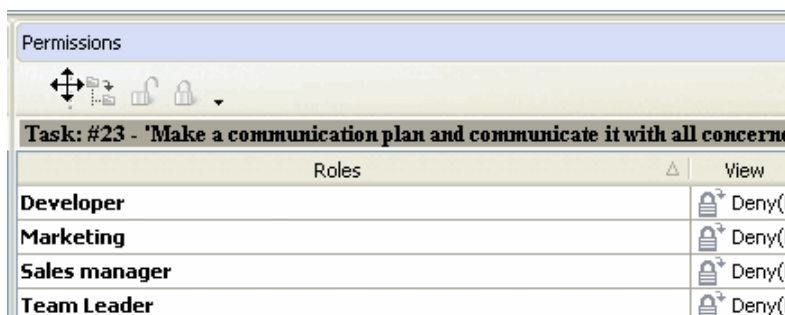 Permissions
Task: #23 - 'Make a communication plan and communicate it with all
Roles View
Developer Deny(
Marketing Deny(
Sales manager Deny(
Team Leader Deny(